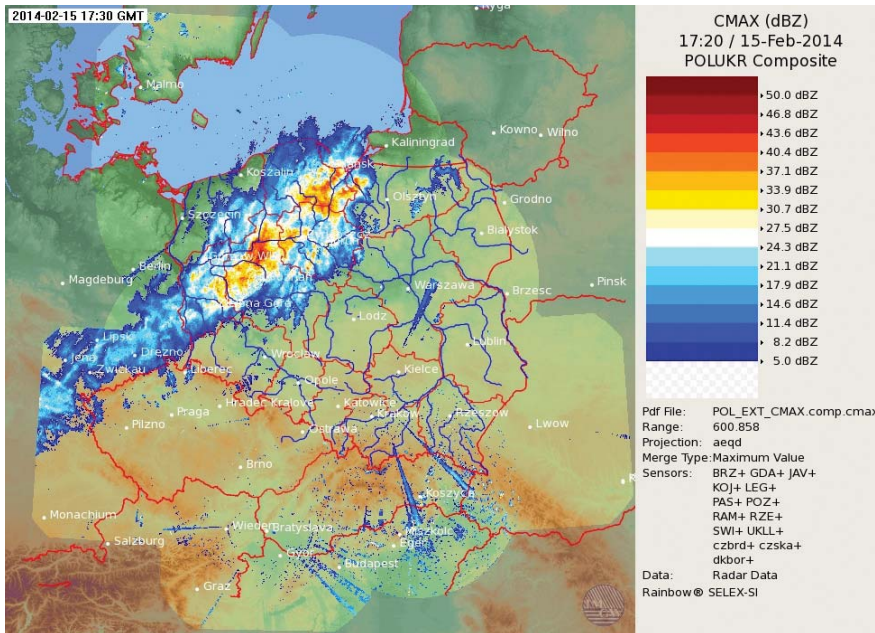 2014-02-15 17:30 GMT
Ryga
Malmo
Kaliningrad
Kowno
Wilno
Koszalin
Olsztyn
Grodno
Szczecin
Bialystok
Berlin
Magdeburg
Warszawa
Brzesc
Pinsk
Lodz
Lipsk
Jena
Drezno
Zwickau
Liberec
Wroclaw
Lublin
Kielce
Opole
Hradec Kralove
Katowice
Praga
Krakow
Rzeszow
Pilzno
Ostrawa
Lwow
Brno
Koszyce
Monachium
Wieden
Bratyslava
Miszkolc
Salzburg
Eger
Gyor
Budapest
Graz
CMAX (dBZ)
17:20 / 15-Feb-2014
POLUKR Composite
50.0 dBZ
46.8 dBZ
43.6 dBZ
40.4 dBZ
37.1 dBZ
33.9 dBZ
30.7 dBZ
27.5 dBZ
24.3 dBZ
21.1 dBZ
17.9 dBZ
14.6 dBZ
11.4 dBZ
8.2 dBZ
5.0 dBZ
Pdf File: POL_EXT_CMAX.comp.cmax
Range: 600.858
Projection: aeqd
Merge Type: Maximum Value
Sensors: BRZ+ GDA+ JAV+
KOJ+ LEG+
PAS+ POZ+
RAM+ RZE+
SWI+ UKLL+
czbrd+ czska+
dkbor+
Data: Radar Data
Rainbow® SELEX-SI